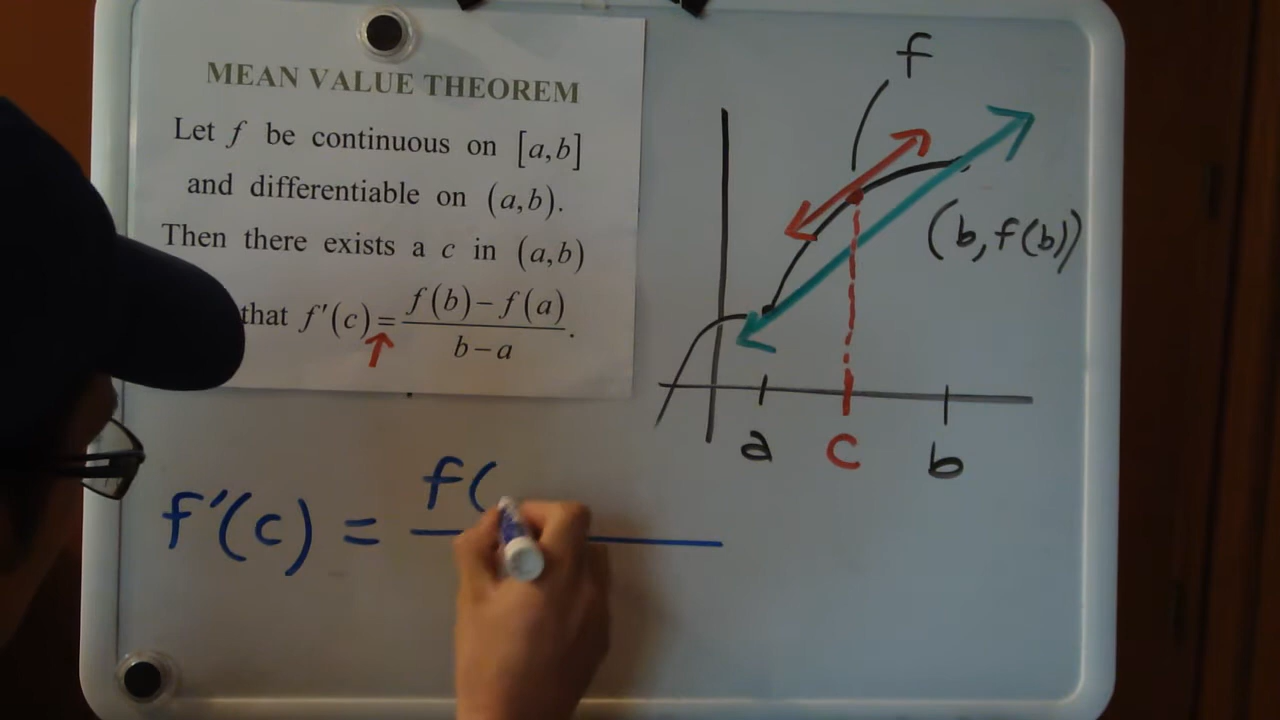 MEAN VALUE THEOREM
Let f be continuous on [a,b]
and differentiable on (a,b).
Then there exists a c in (a,b)
that f′(c) = f(b) − f(a) / b − a.
f
(b, f(b))
a c b
f′(c) = f(